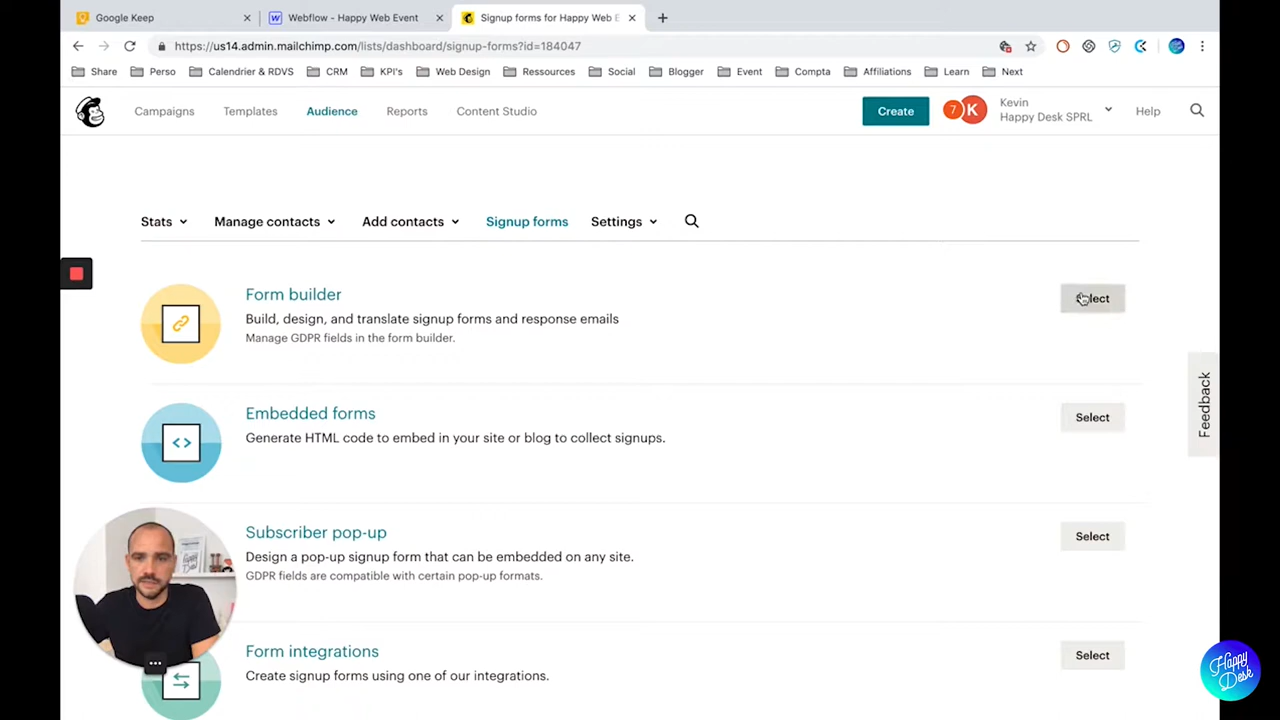 Google Keep
Webflow - Happy Web Event
Signup forms for Happy Web E
https://us14.admin.mailchimp.com/lists/dashboard/signup-forms?id=184047
Share
Perso
Calendrier & RDVS
CRM
KPI's
Web Design
Ressources
Social
Blogger
Event
Compta
Affiliations
Learn
Next
Campaigns
Templates
Audience
Reports
Content Studio
Create
7
K
Kevin
Happy Desk SPRL
Help
Stats
Manage contacts
Add contacts
Signup forms
Settings
Form builder
Build, design, and translate signup forms and response emails
Manage GDPR fields in the form builder.
Select
Embedded forms
Generate HTML code to embed in your site or blog to collect signups.
Select
Feedback
Subscriber pop-up
Design a pop-up signup form that can be embedded on any site.
GDPR fields are compatible with certain pop-up formats.
Select
Form integrations
Create signup forms using one of our integrations.
Select
Happy
Desk